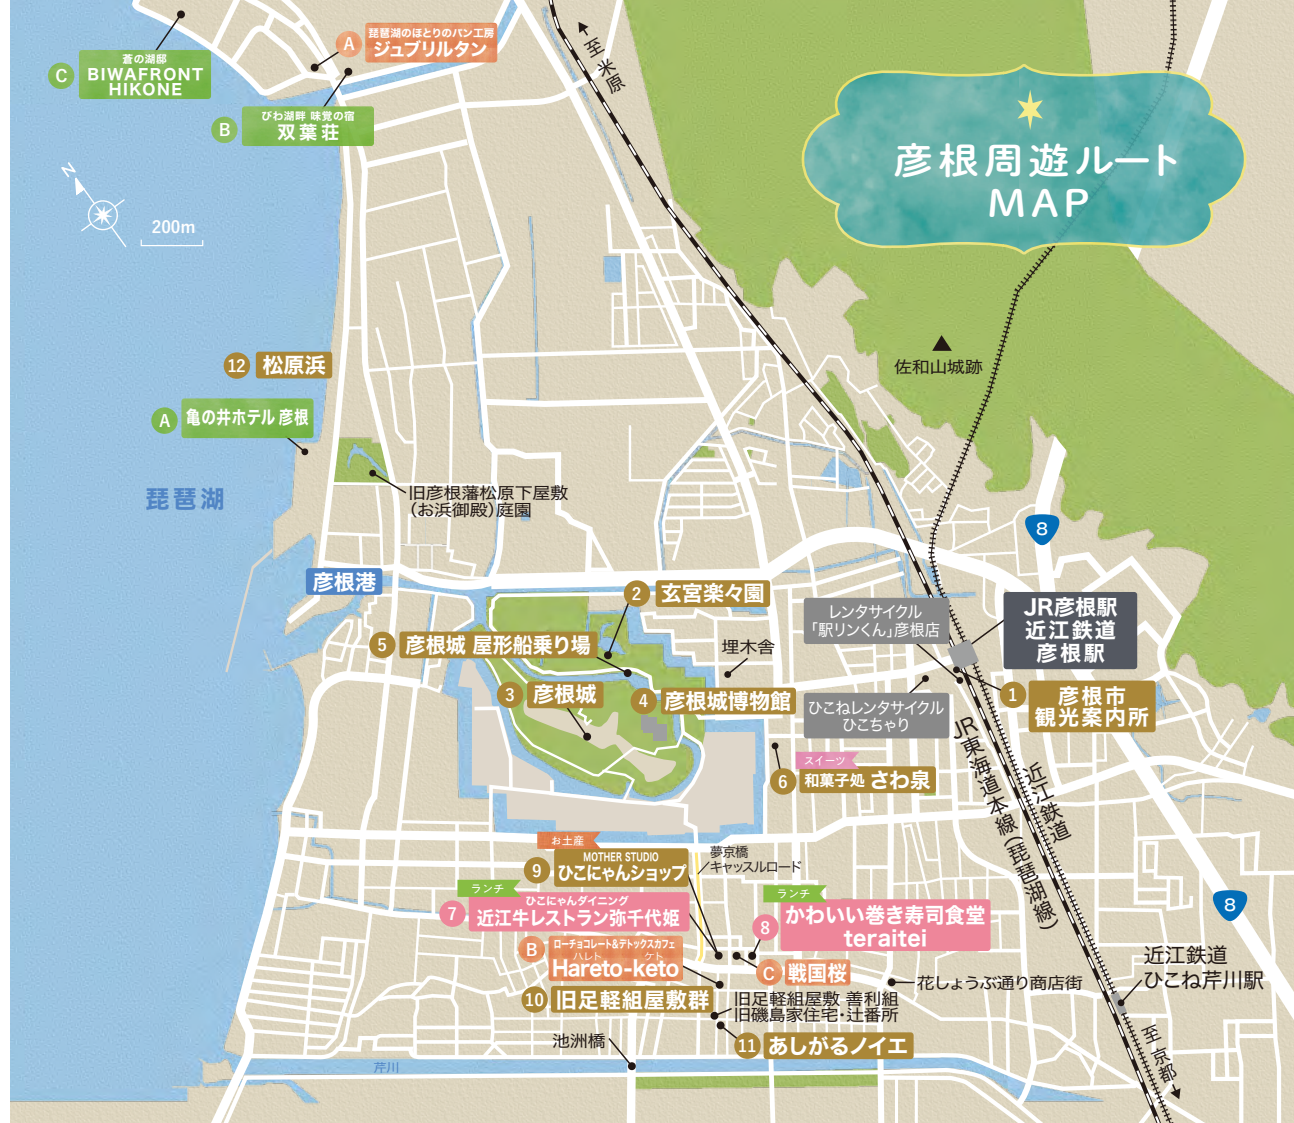 彦根周遊ルート
MAP
至 米原
A
琵琶湖のほとりのパン工房
ジュブリルタン
C
蒼の湖邸
BIWAFRONT
HIKONE
B
びわ湖畔 味覚の宿
双葉荘
N
200m
佐和山城跡
12 松原浜
A 亀の井ホテル 彦根
琵琶湖
旧彦根藩松原下屋敷
(お浜御殿)庭園
8
彦根港
2 玄宮楽々園
レンタサイクル
「駅リンくん」彦根店
JR彦根駅
近江鉄道
彦根駅
5 彦根城 屋形船乗り場
埋木舎
3 彦根城
4 彦根城博物館
ひこねレンタサイクル
ひこちゃり
1
彦根市
観光案内所
JR東海道本線(琵琶湖線)
近江鉄道
スイーツ
6 和菓子処 さわ泉
お土産
MOTHER STUDIO
9 ひこにゃんショップ
夢京橋
キャッスルロード
ランチ
ひこにゃんダイニング
7 近江牛レストラン弥千代姫
ランチ
8
かわいい巻き寿司食堂
teraitei
8
B
ローチョコレート&デトックスカフェ
ハレト ケト
Hareto-keto
C 戦国桜
近江鉄道
ひこね芹川駅
花しょうぶ通り商店街
10 旧足軽組屋敷群
旧足軽組屋敷 善利組
旧磯島家住宅・辻番所
11 あしがるノイエ
池洲橋
芹川
至 京都